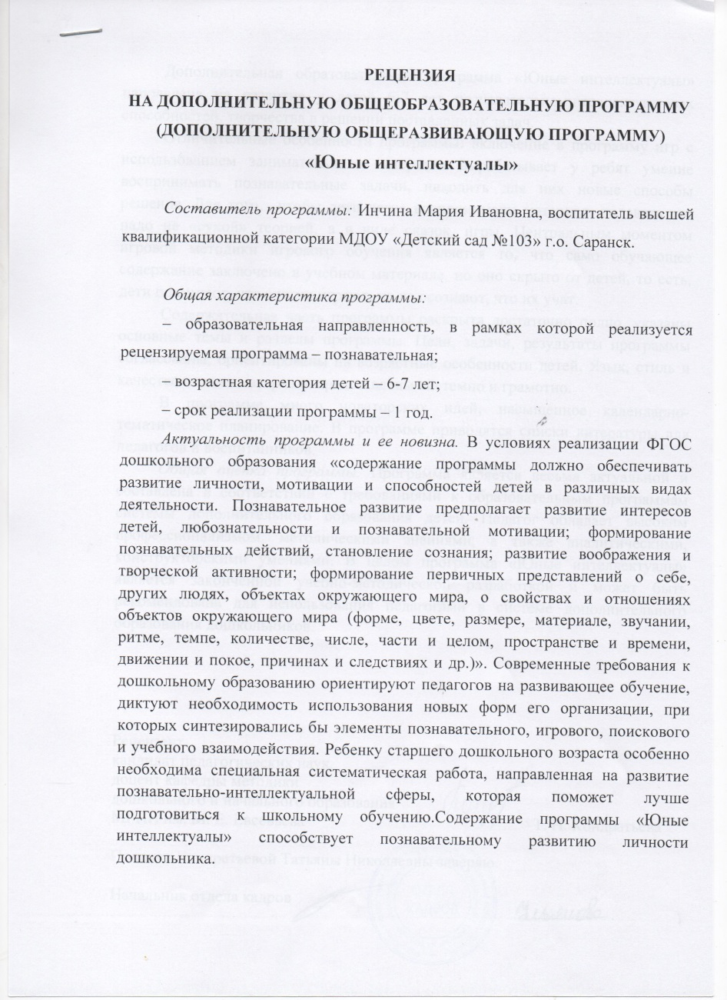 РЕЦЕНЗИЯ
НА ДОПОЛНИТЕЛЬНУЮ ОБЩЕОБРАЗОВАТЕЛЬНУЮ ПРОГРАММУ
(ДОПОЛНИТЕЛЬНУЮ ОБЩЕРАЗВИВАЮЩУЮ ПРОГРАММУ)
«Юные интеллектуалы»
Составитель программы: Инчина Мария Ивановна, воспитатель высшей
квалификационной категории МДОУ «Детский сад №103» г.о. Саранск.
Общая характеристика программы:
– образовательная направленность, в рамках которой реализуется
рецензируемая программа – познавательная;
– возрастная категория детей – 6-7 лет;
– срок реализации программы – 1 год.
Актуальность программы и ее новизна. В условиях реализации ФГОС
дошкольного образования «содержание программы должно обеспечивать
развитие личности, мотивации и способностей детей в различных видах
деятельности. Познавательное развитие предполагает развитие интересов
детей, любознательности и познавательной мотивации; формирование
познавательных действий, становление сознания; развитие воображения и
творческой активности; формирование первичных представлений о себе,
других людях, объектах окружающего мира, о свойствах и отношениях
объектов окружающего мира (форме, цвете, размере, материале, звучании,
ритме, темпе, количестве, числе, части и целом, пространстве и времени,
движении и покое, причинах и следствиях и др.)». Современные требования к
дошкольному образованию ориентируют педагогов на развивающее обучение,
диктуют необходимость использования новых форм его организации, при
которых синтезировались бы элементы познавательного, игрового, поискового
и учебного взаимодействия. Ребенку старшего дошкольного возраста особенно
необходима специальная систематическая работа, направленная на развитие
познавательно-интеллектуальной сферы, которая поможет лучше
подготовиться к школьному обучению.Содержание программы «Юные
интеллектуалы» способствует познавательному развитию личности
дошкольника.